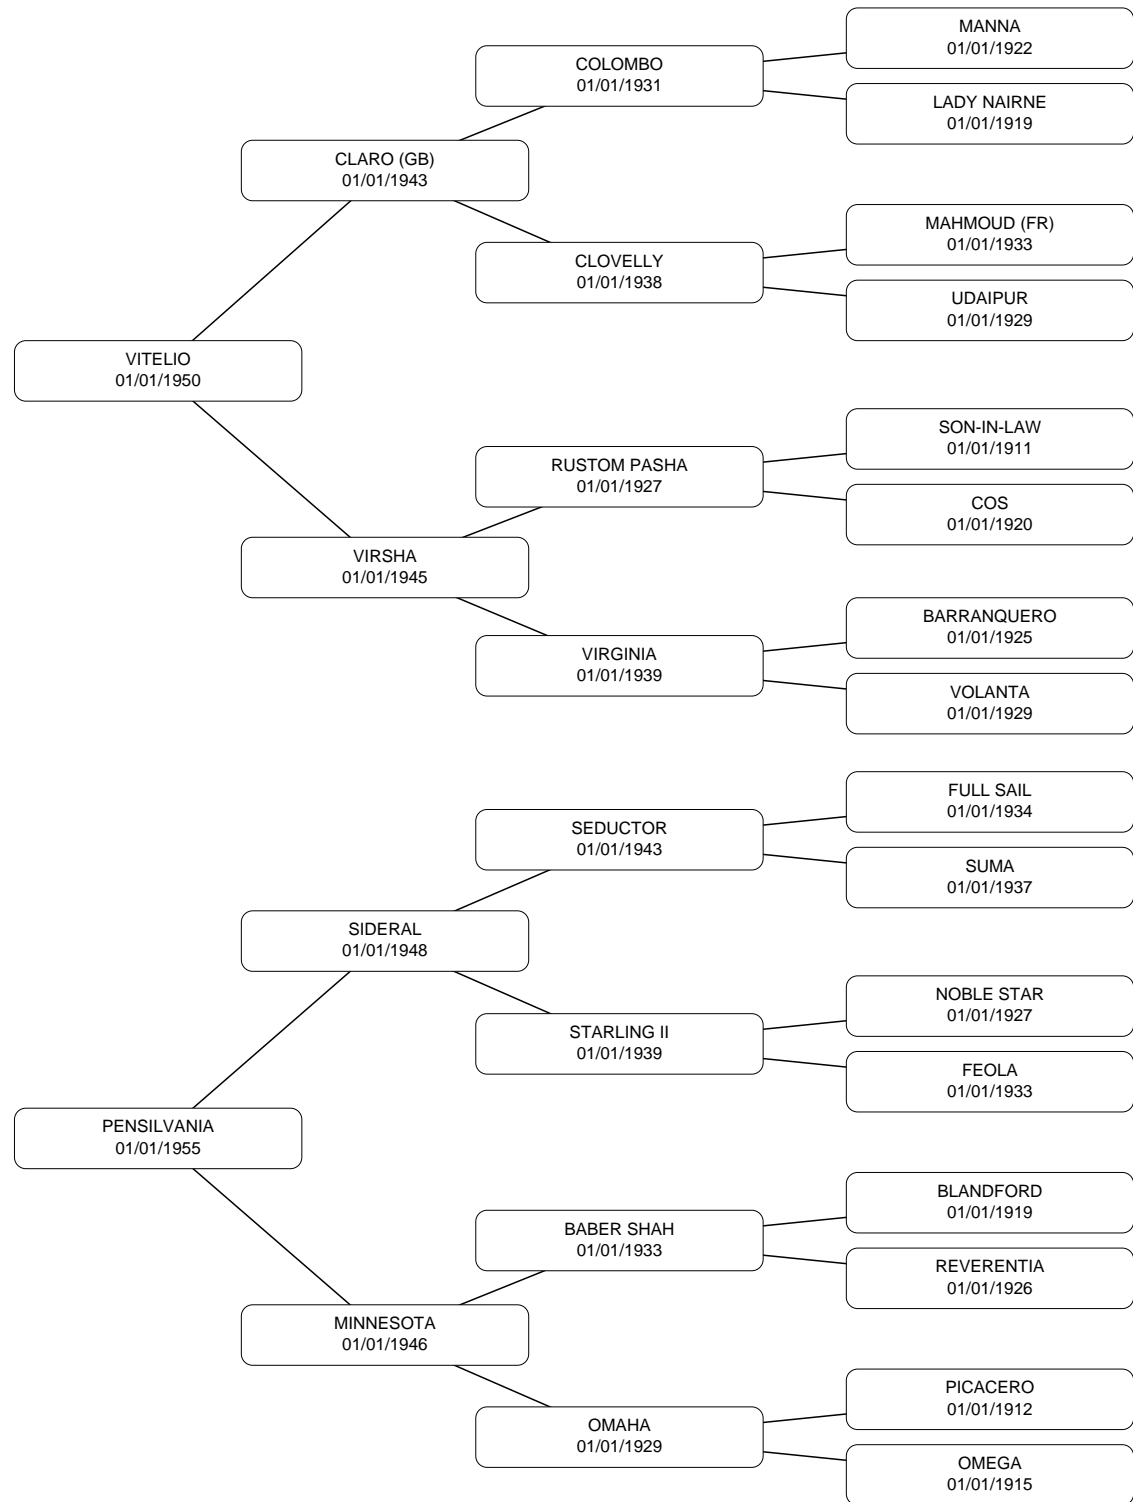 MANNA
01/01/1922
COLOMBO
01/01/1931
LADY NAIRNE
01/01/1919
CLARO (GB)
01/01/1943
MAHMOUD (FR)
01/01/1933
CLOVELLY
01/01/1938
UDAIPUR
01/01/1929
VITELIO
01/01/1950
SON-IN-LAW
01/01/1911
RUSTOM PASHA
01/01/1927
COS
01/01/1920
VIRSHA
01/01/1945
BARRANQUERO
01/01/1925
VIRGINIA
01/01/1939
VOLANTA
01/01/1929
FULL SAIL
01/01/1934
SEDUCTOR
01/01/1943
SUMA
01/01/1937
SIDERAL
01/01/1948
NOBLE STAR
01/01/1927
STARLING II
01/01/1939
FEOLA
01/01/1933
PENSILVANIA
01/01/1955
BLANDFORD
01/01/1919
BABER SHAH
01/01/1933
REVERENTIA
01/01/1926
MINNESOTA
01/01/1946
PICACERO
01/01/1912
OMAHA
01/01/1929
OMEGA
01/01/1915